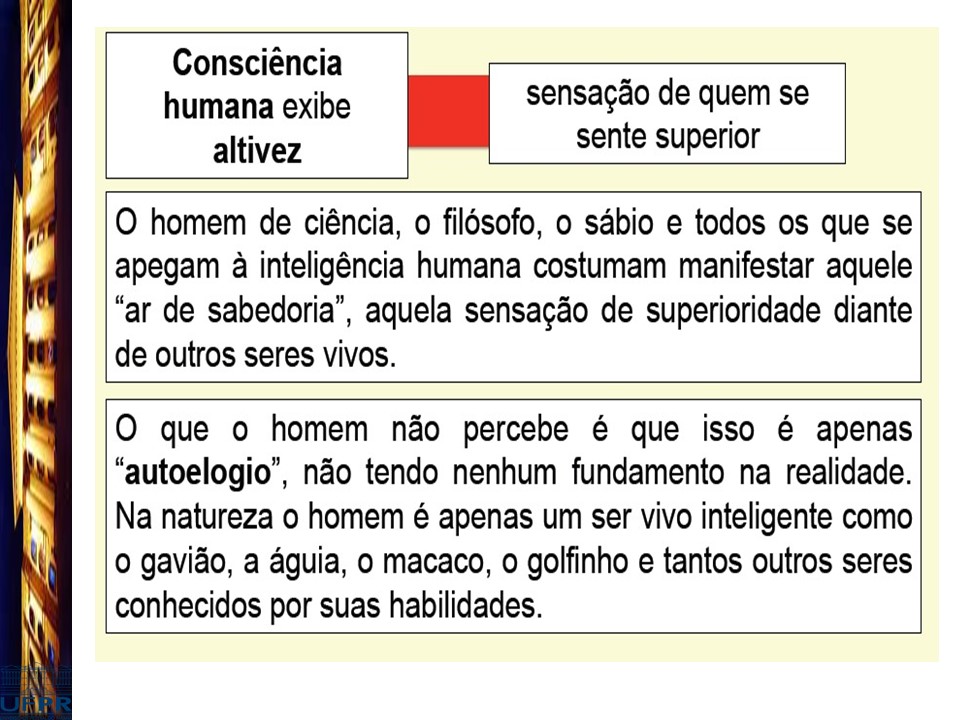 Consciência
humana exibe
altivez
sensação de quem se
sente superior
O homem de ciência, o filósofo, o sábio e todos os que se
apegam à inteligência humana costumam manifestar aquele
“ar de sabedoria”, aquela sensação de superioridade diante
de outros seres vivos.
O que o homem não percebe é que isso é apenas
“autoelogio”, não tendo nenhum fundamento na realidade.
Na natureza o homem é apenas um ser vivo inteligente como
o gavião, a águia, o macaco, o golfinho e tantos outros seres
conhecidos por suas habilidades.
UFPR